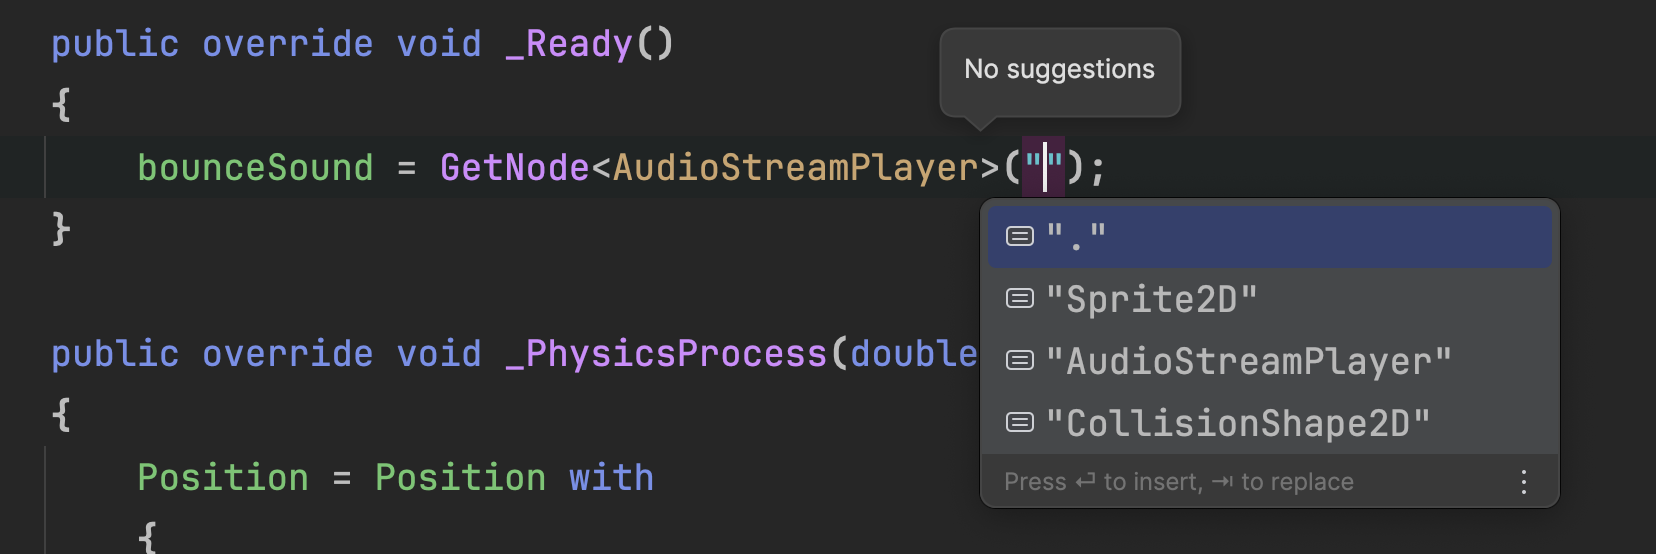 public override void _Ready()
No suggestions
{
bounceSound = GetNode<AudioStreamPlayer>("");
"."
}
"Sprite2D"
public override void _PhysicsProcess(double
"AudioStreamPlayer"
{
"CollisionShape2D"
Position = Position with
Press ⏎ to insert, ⇥ to replace
{